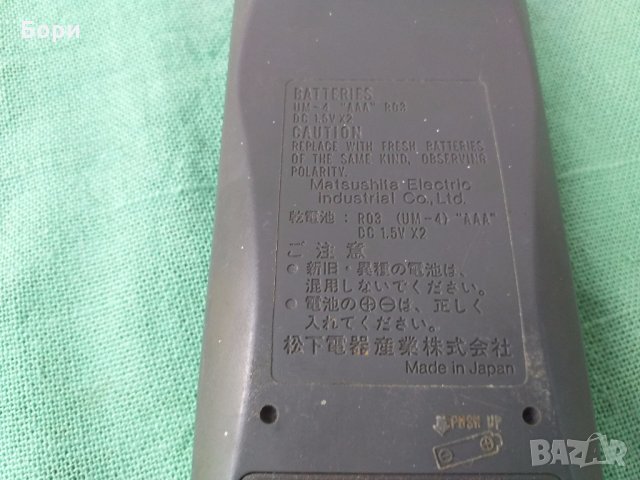 Бори
BATTERIES
UM-4 "AAA" R03
DC 1.5V X2
CAUTION
REPLACE WITH FRESH BATTERIES
OF THE SAME KIND, OBSERVING
POLARITY.
Matsushita Electric
Industrial Co., Ltd.
乾電池: R03 (UM-4) "AAA"
DC 1.5V X2
ご注意
●新旧・異種の電池は、
混用しないでください。
●電池の⊕⊖は、正しく
入れてください。
松下電器産業株式会社
Made in Japan
PUSH UP
BAZAR